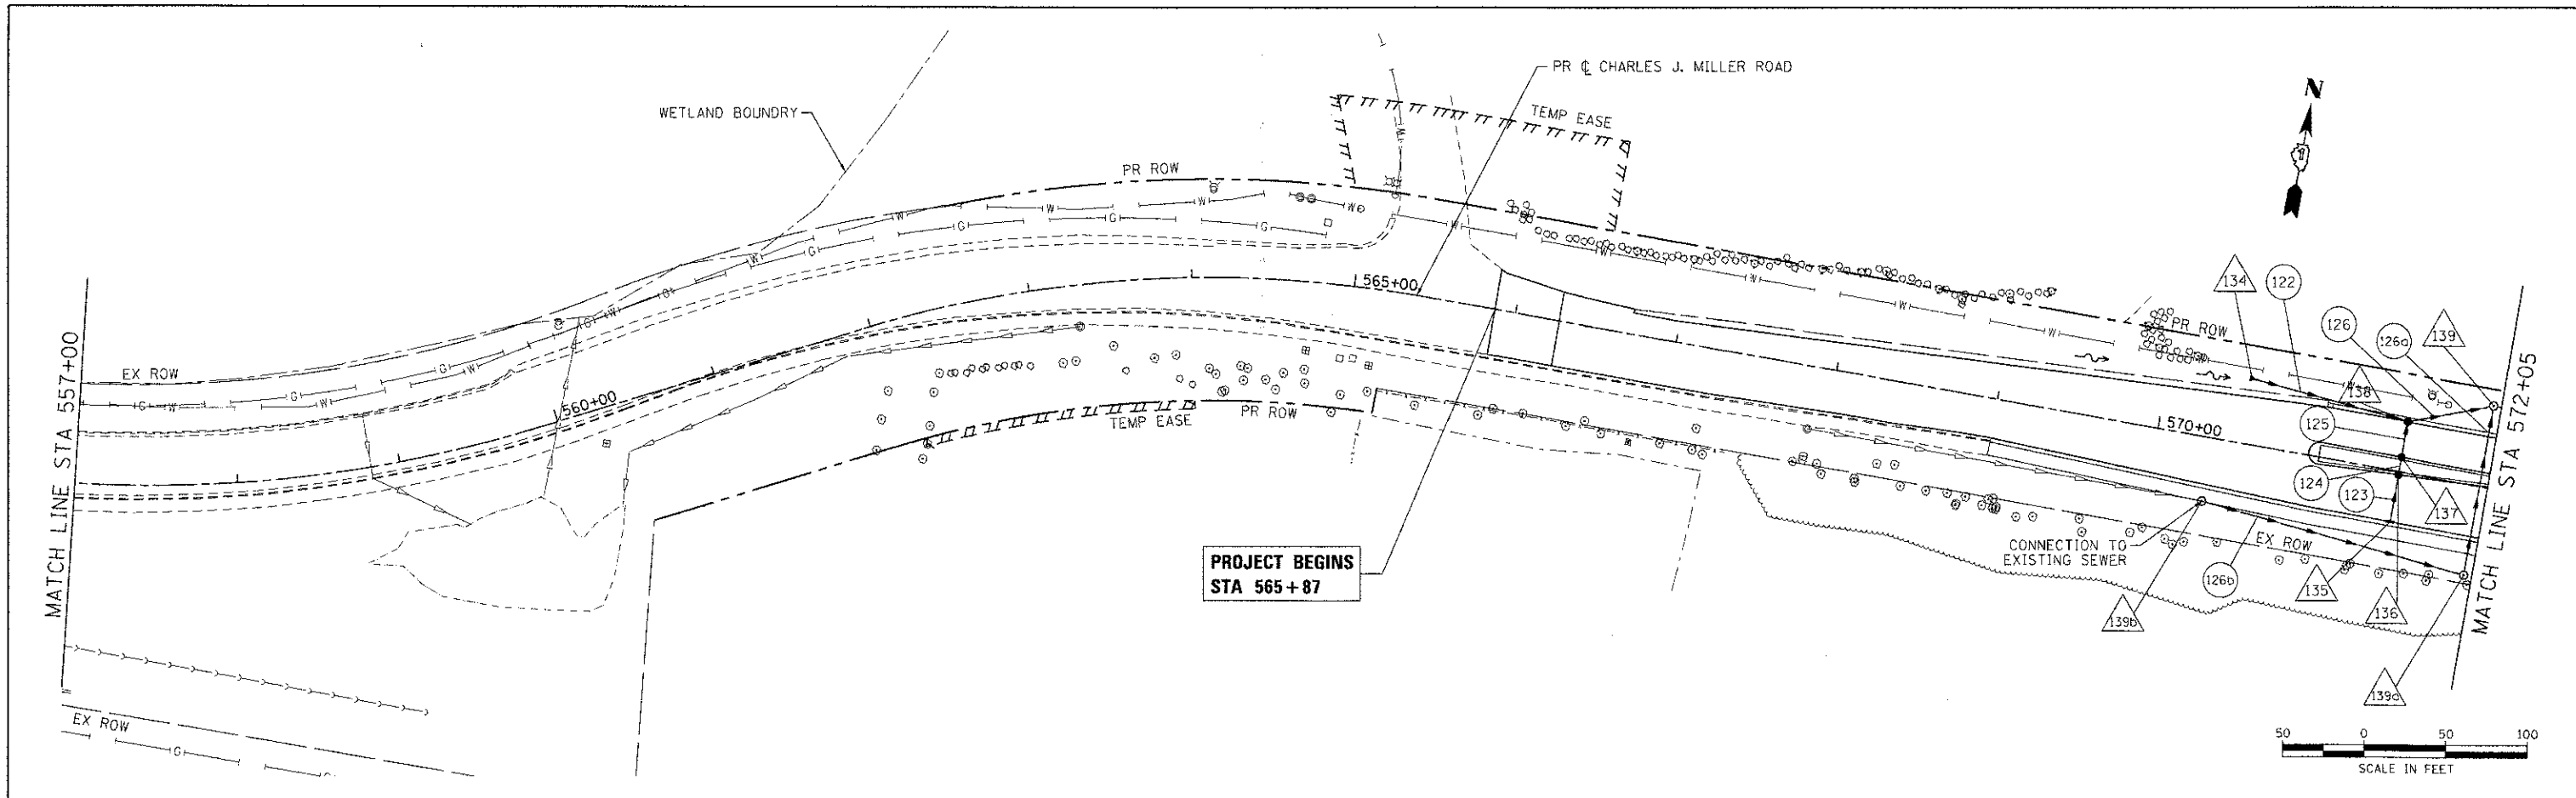 WETLAND BOUNDRY
PR ℄ CHARLES J. MILLER ROAD
TEMP EASE
N
PR ROW
565+00
134
122
126
126a
139
PR ROW
138
EX ROW
560+00
TEMP EASE
PR ROW
570+00
125
124
123
137
MATCH LINE STA 557+00
MATCH LINE STA 572+05
PROJECT BEGINS
STA 565+87
CONNECTION TO
EXISTING SEWER
EX ROW
126b
135
136
139b
139a
EX ROW
50 0 50 100
SCALE IN FEET